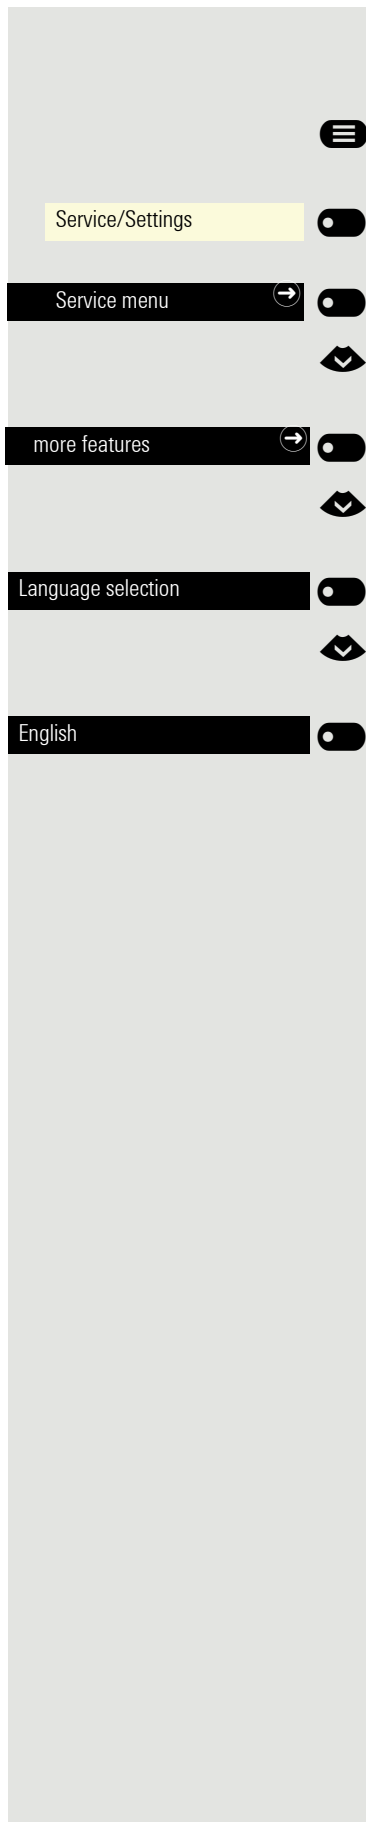 Service/Settings
Service menu
more features
Language selection
English